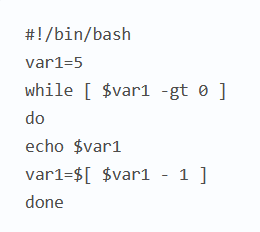 #!/bin/bash
var1=5
while [ $var1 -gt 0 ]
do
echo $var1
var1=$[ $var1 - 1 ]
done